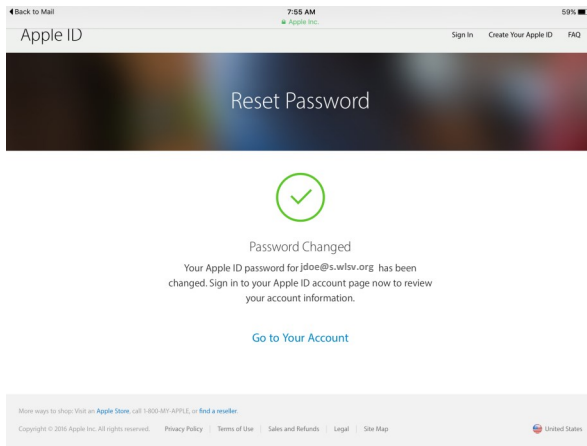 Back to Mail 7:55 AM 59%
Apple Inc.
Apple ID Sign In Create Your Apple ID FAQ
Reset Password
Password Changed
Your Apple ID password for jdoe@s.wlsv.org has been
changed. Sign in to your Apple ID account page now to review
your account information.
Go to Your Account
More ways to shop: Visit an Apple Store, call 1-800-MY-APPLE, or find a reseller.
Copyright © 2016 Apple Inc. All rights reserved. Privacy Policy Terms of Use Sales and Refunds Legal Site Map United States